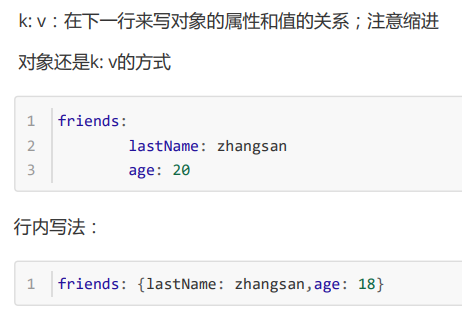 k: v：在下一行来写对象的属性和值的关系；注意缩进
对象还是k: v的方式
1 friends:
2         lastName: zhangsan
3         age: 20
行内写法：
1 friends: {lastName: zhangsan,age: 18}